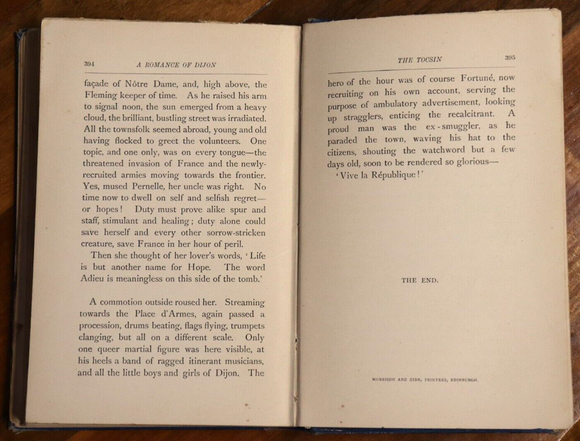 394 A ROMANCE OF DIJON
façade of Nôtre Dame, and, high above, the
Fleming keeper of time. As he raised his arm
to signal noon, the sun emerged from a heavy
cloud, the brilliant, bustling street was irradiated.
All the townsfolk seemed abroad, young and old
having flocked to greet the volunteers. One
topic, and one only, was on every tongue—the
threatened invasion of France and the newly-
recruited armies moving towards the frontier.
Yes, mused Pernelle, her uncle was right. No
time now to dwell on self and selfish regret—
or hopes! Duty must prove alike spur and
staff, stimulant and healing; duty alone could
save herself and every other sorrow-stricken
creature, save France in her hour of peril.
Then she thought of her lover's words, 'Life
is but another name for Hope. The word
Adieu is meaningless on this side of the tomb.'
A commotion outside roused her. Streaming
towards the Place d'Armes, again passed a
procession, drums beating, flags flying, trumpets
clanging, but all on a different scale. Only
one queer martial figure was here visible, at
his heels a band of ragged itinerant musicians,
and all the little boys and girls of Dijon. The
THE TOCSIN 395
hero of the hour was of course Fortuné, now
recruiting on his own account, serving the
purpose of ambulatory advertisement, looking
up stragglers, enticing the recalcitrant. A
proud man was the ex-smuggler, as he
paraded the town, waving his hat to the
citizens, shouting the watchword but a few
days old, soon to be rendered so glorious—
'Vive la République!'
THE END.
MORRISON AND GIBB, PRINTERS, EDINBURGH.